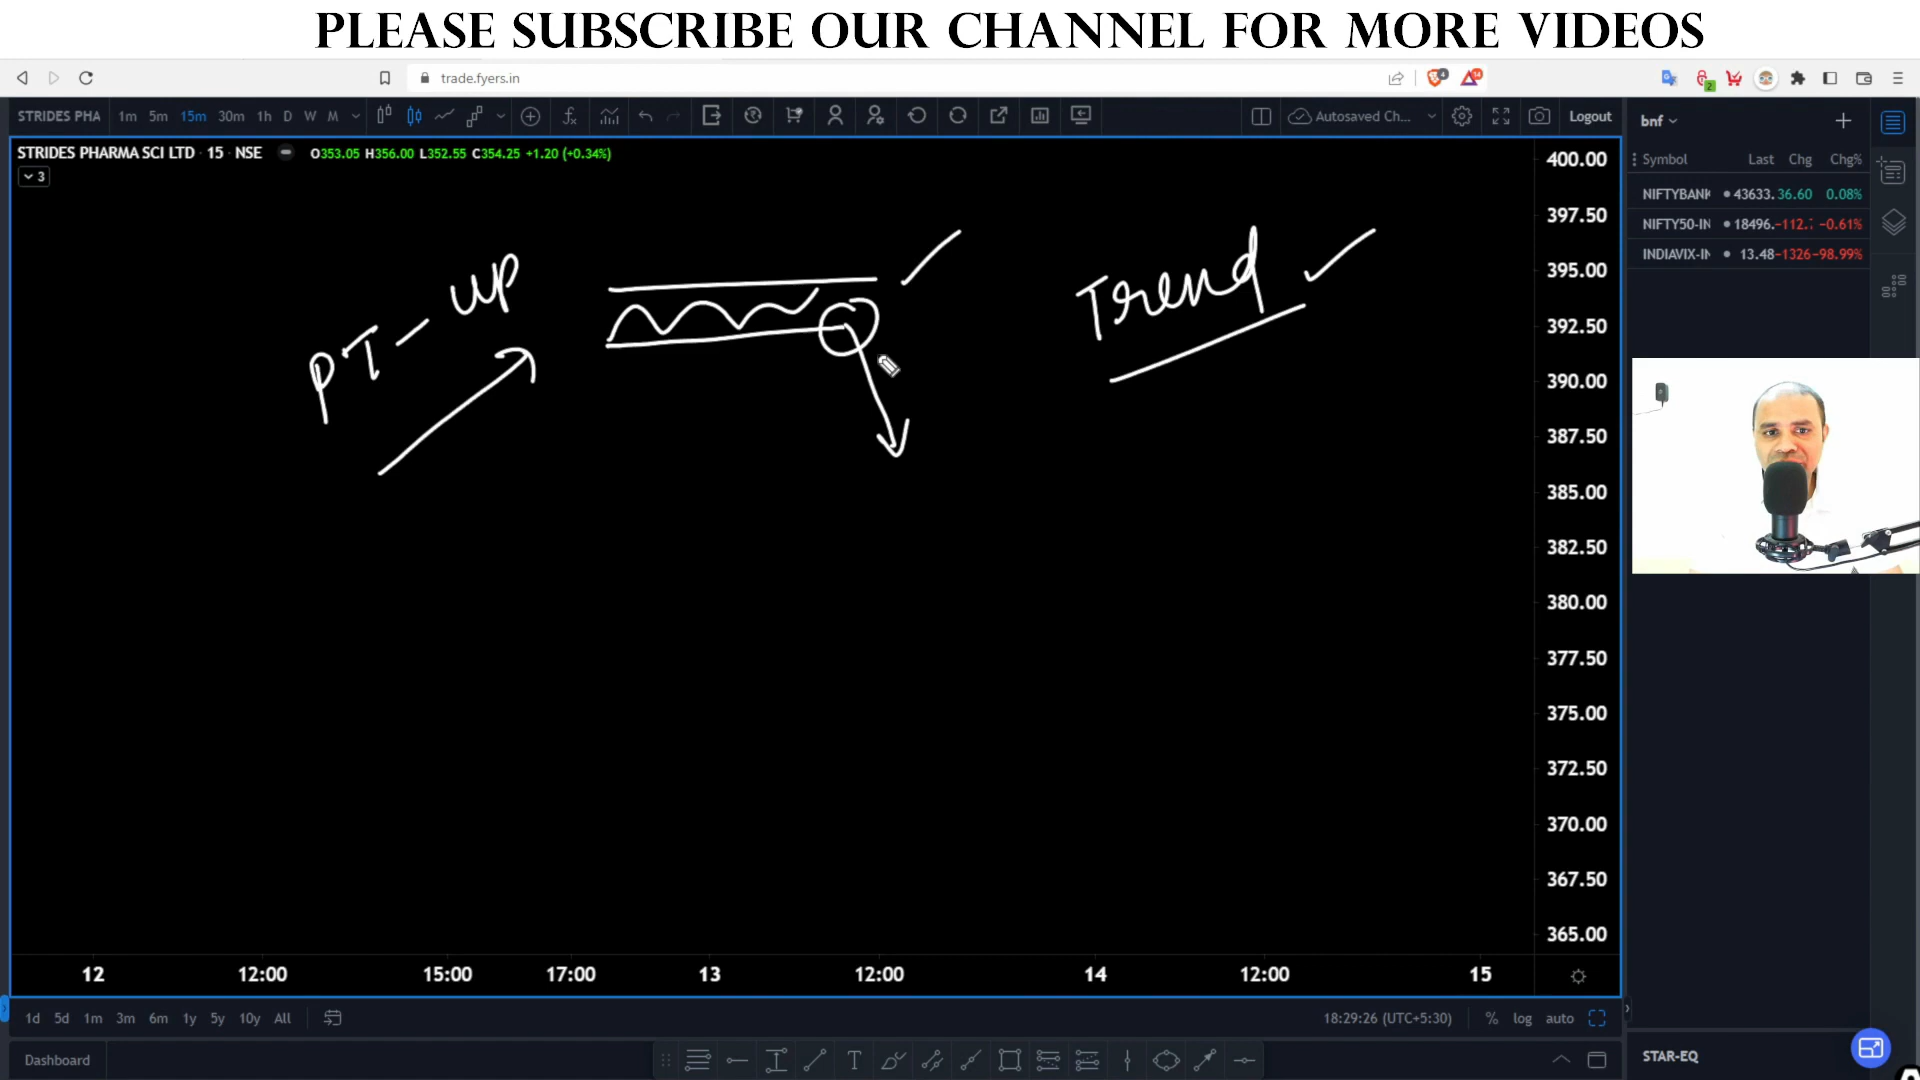 PLEASE SUBSCRIBE OUR CHANNEL FOR MORE VIDEOS
trade.fyers.in
4
14
2
STRIDES PHA 1m 5m 15m 30m 1h D W M
Autosaved Ch...
Logout
bnf
STRIDES PHARMA SCI LTD · 15 · NSE O353.05 H356.00 L352.55 C354.25 +1.20 (+0.34%)
3
Symbol Last Chg Chg%
NIFTYBANK 43633. 36.60 0.08%
NIFTY50-IN 18496. -112. -0.61%
INDIAVIX-IN 13.48 -1326 -98.99%
PT - UP
Trend
400.00
397.50
395.00
392.50
390.00
387.50
385.00
382.50
380.00
377.50
375.00
372.50
370.00
367.50
365.00
12 12:00 15:00 17:00 13 12:00 14 12:00 15
1d 5d 1m 3m 6m 1y 5y 10y All
18:29:26 (UTC+5:30) % log auto
Dashboard
STAR-EQ